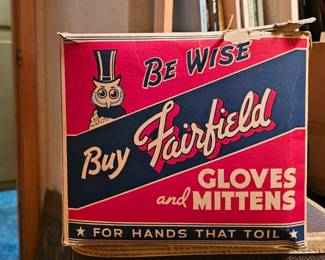 BE WISE
Buy Fairfield
GLOVES
and MITTENS
★ FOR HANDS THAT TOIL ★